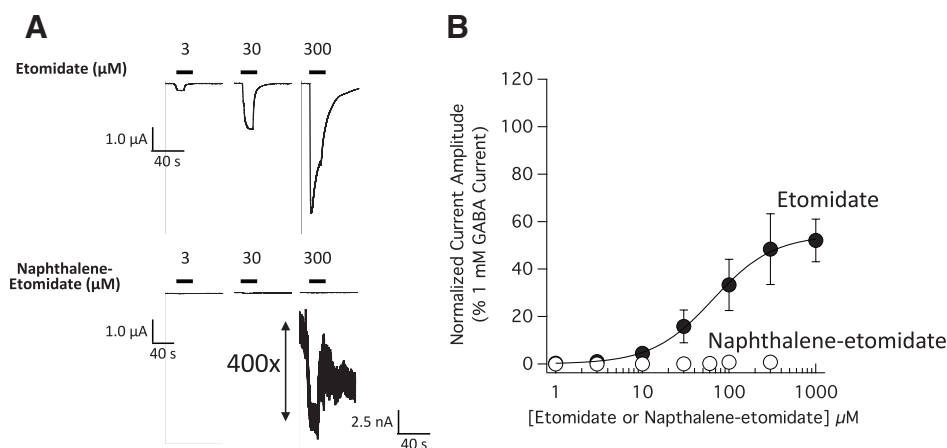 A
3 30 300
Etomidate (µM)
1.0 µA
40 s
3 30 300
Naphthalene-
Etomidate (µM)
1.0 µA
40 s
400x
2.5 nA
40 s
B
Normalized Current Amplitude
(% 1 mM GABA Current)
120
100
80
60
40
20
0
Etomidate
Naphthalene-etomidate
1 10 100 1000
[Etomidate or Napthalene-etomidate] µM